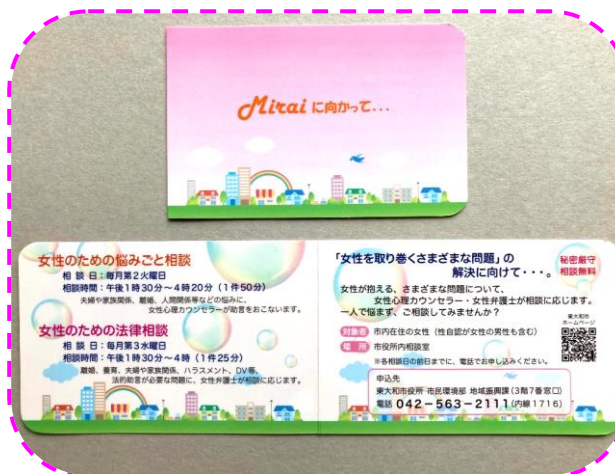 Mirai に向かって...
女性のための悩みごと相談
相 談 日：毎月第2火曜日
相談時間：午後1時30分～4時20分（1件50分）
夫婦や家族関係、離婚、人間関係等などの悩みに、
女性心理カウンセラーが助言をおこないます。
女性のための法律相談
相 談 日：毎月第3水曜日
相談時間：午後1時30分～4時（1件25分）
離婚、養育、夫婦や家族関係、ハラスメント、DV等、
法的助言が必要な問題に、女性弁護士が相談に応じます。
「女性を取り巻くさまざまな問題」の
解決に向けて・・・。
秘密厳守
相談無料
女性が抱える、さまざまな問題について、
女性心理カウンセラー・女性弁護士が相談に応じます。
一人で悩まず、ご相談してみませんか？
東大和市
ホームページ
対象者 市内在住の女性（性自認が女性の男性も含む）
場 所 市役所内相談室
※各相談日の前日までに、電話でお申し込みください。
申込先
東大和市役所 市民環境部 地域振興課（3階7番窓口）
電話 042－563－2111（内線1716）